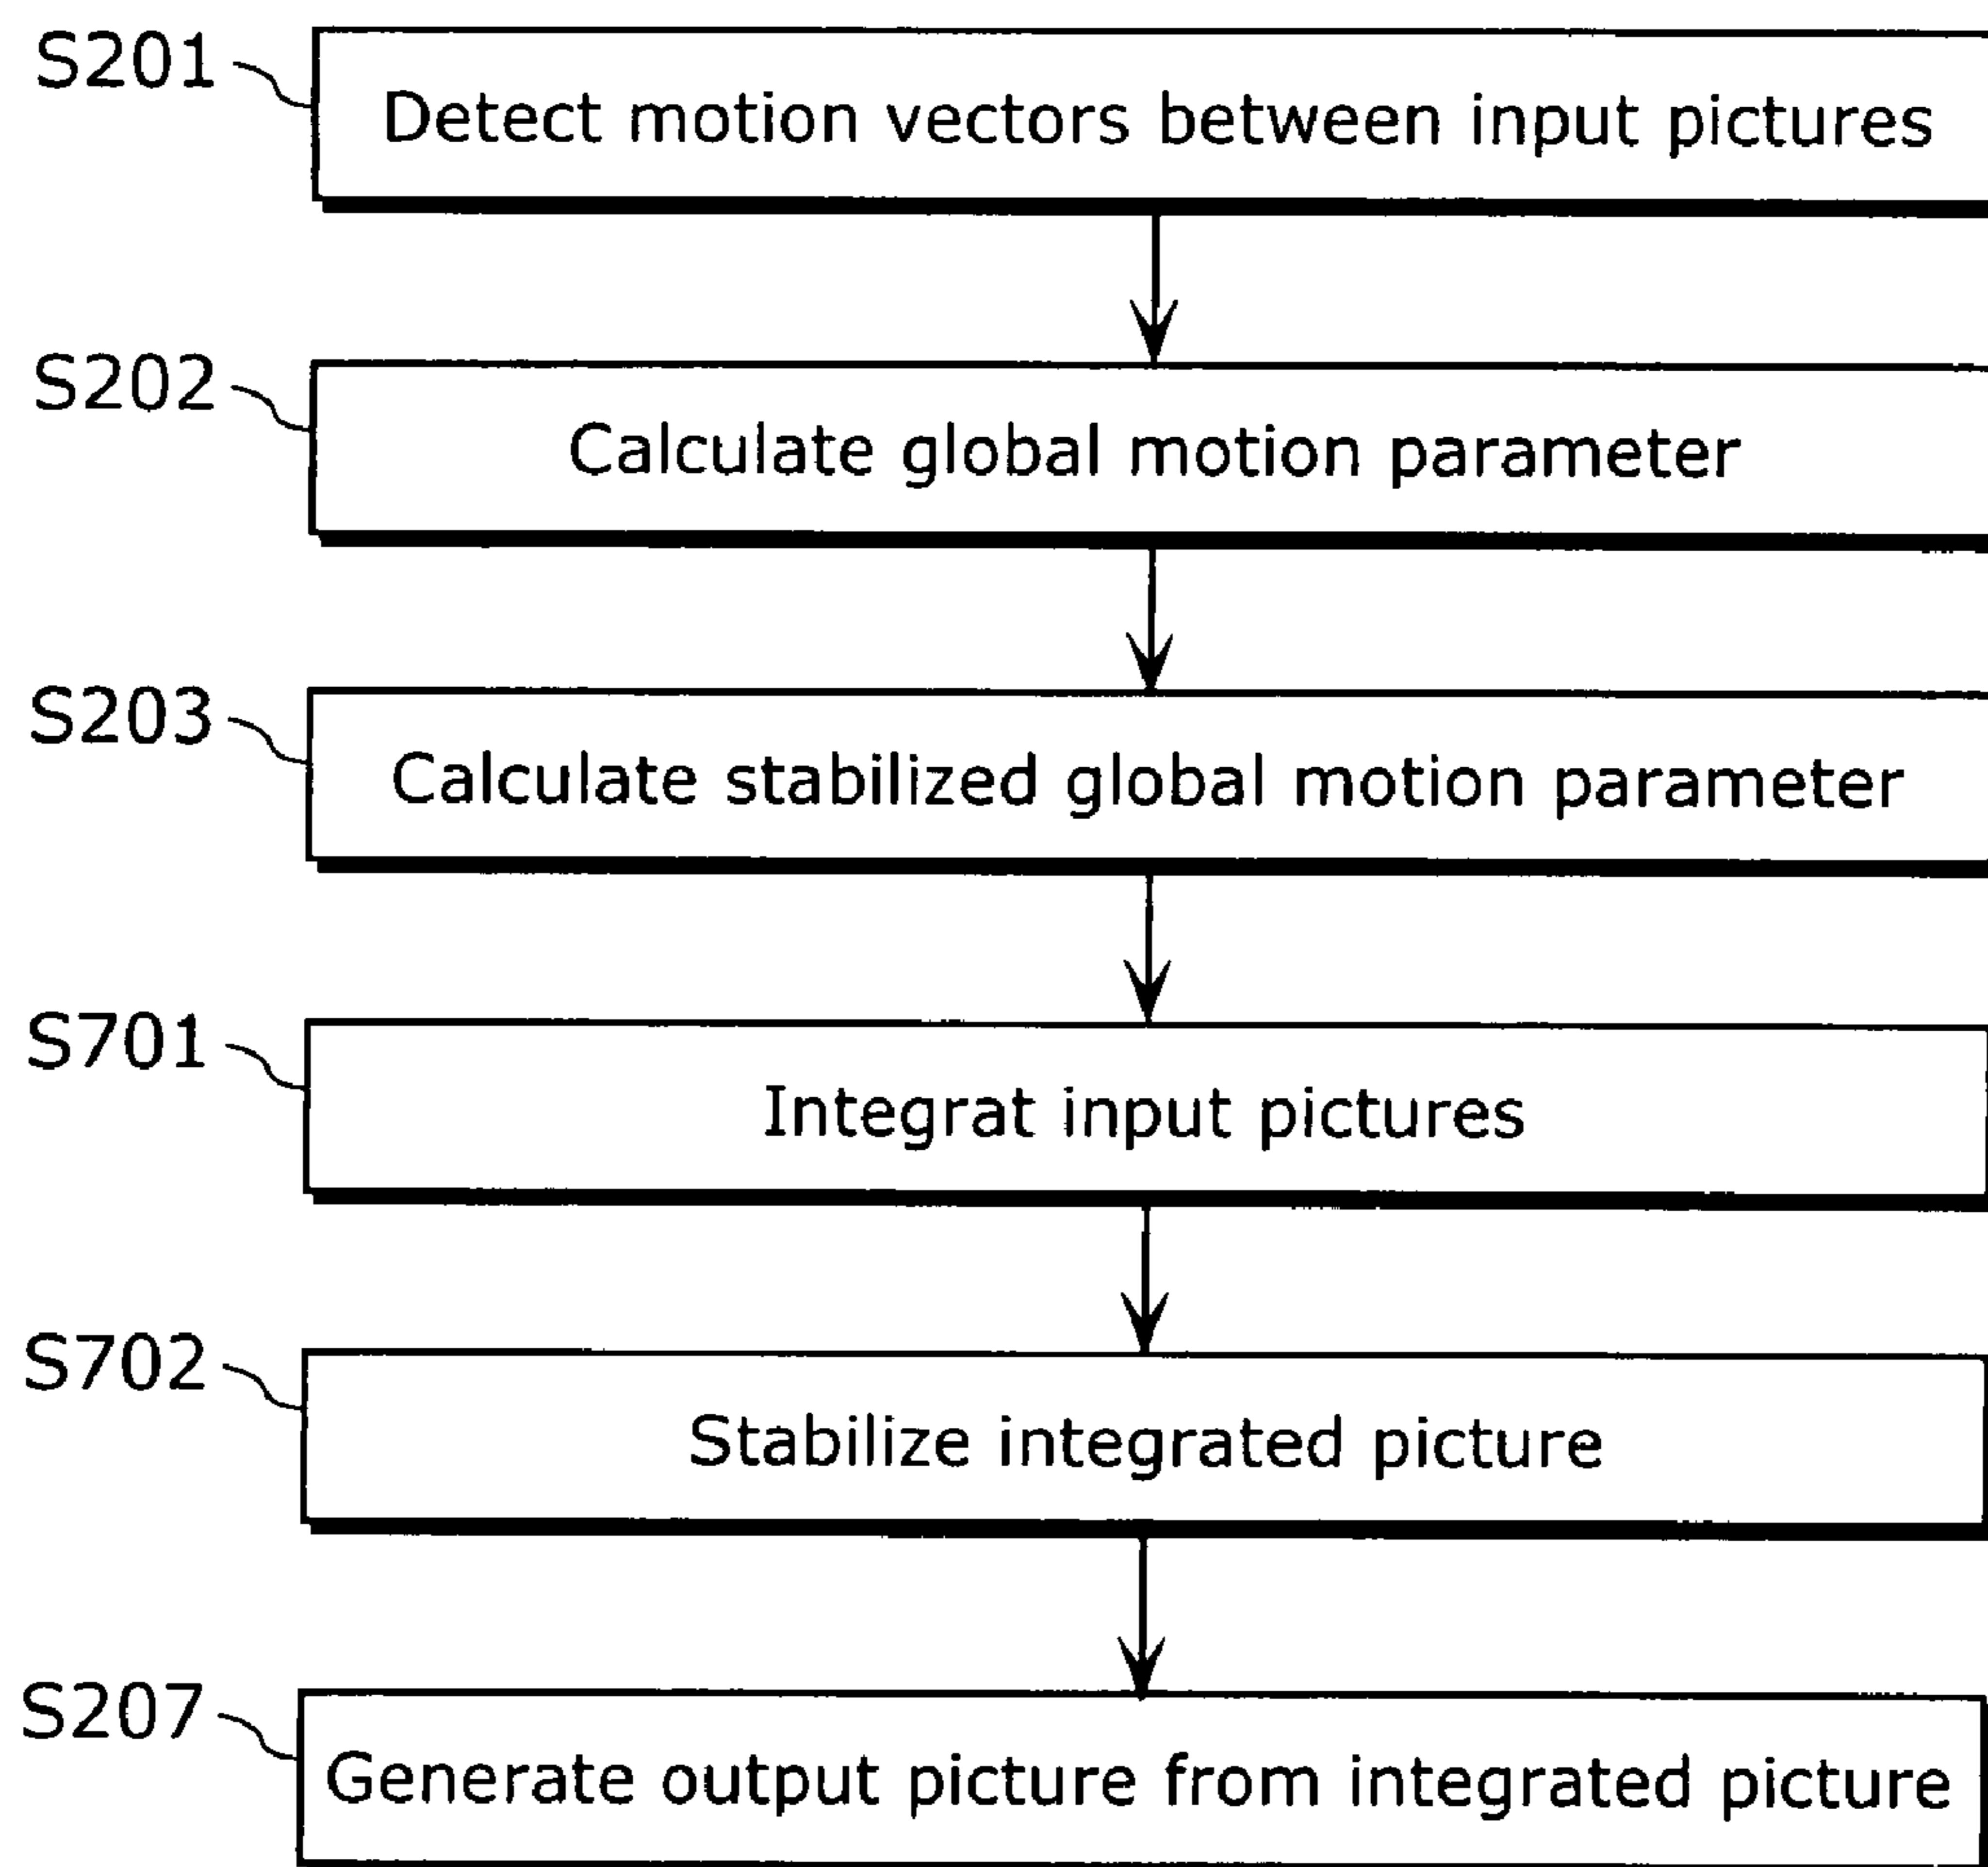 S201
Detect motion vectors between input pictures
S202
Calculate global motion parameter
S203
Calculate stabilized global motion parameter
S701
Integrat input pictures
S702
Stabilize integrated picture
S207
Generate output picture from integrated picture